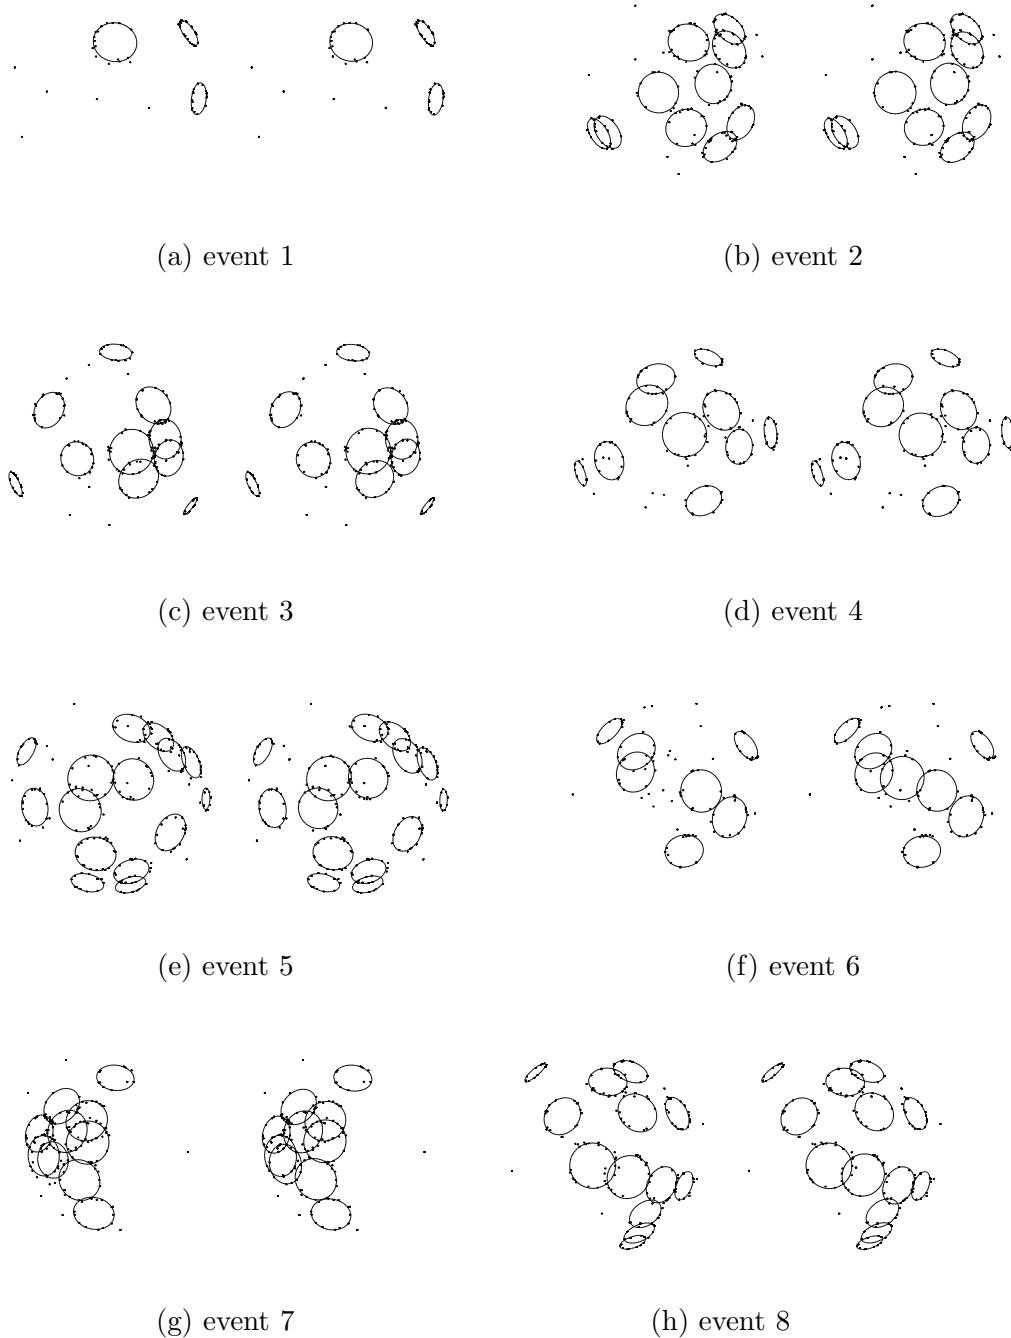 (a) event 1
(b) event 2
(c) event 3
(d) event 4
(e) event 5
(f) event 6
(g) event 7
(h) event 8